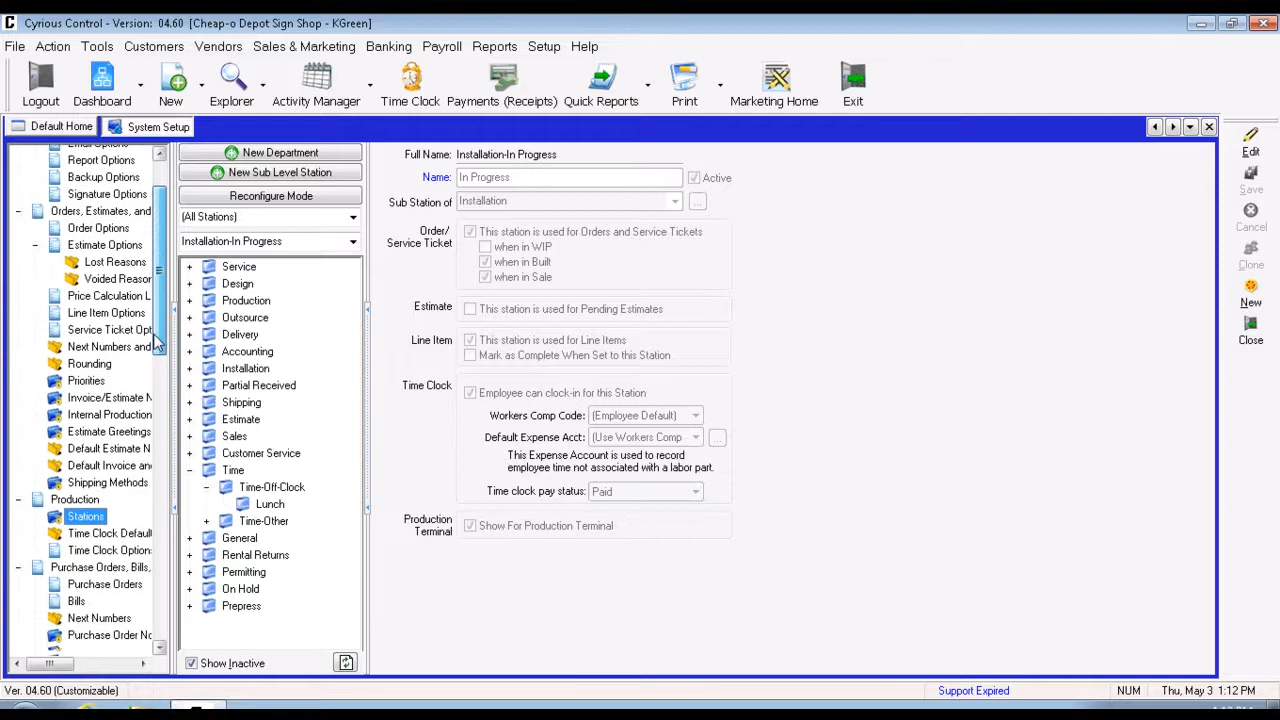 Cyrious Control - Version: 04.60 [Cheap-o Depot Sign Shop - KGreen]
File Action Tools Customers Vendors Sales & Marketing Banking Payroll Reports Setup Help
Logout Dashboard New Explorer Activity Manager Time Clock Payments (Receipts) Quick Reports Print Marketing Home Exit
Default Home System Setup
Report Options
Backup Options
Signature Options
Orders, Estimates, and
Order Options
Estimate Options
Lost Reasons
Voided Reasor
Price Calculation L
Line Item Options
Service Ticket Opt
Next Numbers and
Rounding
Priorities
Invoice/Estimate N
Internal Production
Estimate Greetings
Default Estimate N
Default Invoice and
Shipping Methods
Production
Stations
Time Clock Default
Time Clock Option:
Purchase Orders, Bills,
Purchase Orders
Bills
Next Numbers
Purchase Order No
New Department
New Sub Level Station
Reconfigure Mode
(All Stations)
Installation-In Progress
Service
Design
Production
Outsource
Delivery
Accounting
Installation
Partial Received
Shipping
Estimate
Sales
Customer Service
Time
Time-Off-Clock
Lunch
Time-Other
General
Rental Returns
Permitting
On Hold
Prepress
Show Inactive
Full Name: Installation-In Progress
Name: In Progress Active
Sub Station of Installation ...
Order/
Service Ticket
This station is used for Orders and Service Tickets
when in WIP
when in Built
when in Sale
Estimate This station is used for Pending Estimates
Line Item This station is used for Line Items
Mark as Complete When Set to this Station
Time Clock Employee can clock-in for this Station
Workers Comp Code: (Employee Default)
Default Expense Acct: (Use Workers Comp ...
This Expense Account is used to record
employee time not associated with a labor part.
Time clock pay status: Paid
Production
Terminal
Show For Production Terminal
Edit
Save
Cancel
Clone
New
Close
Ver. 04.60 (Customizable) Support Expired NUM Thu, May 3 1:12 PM